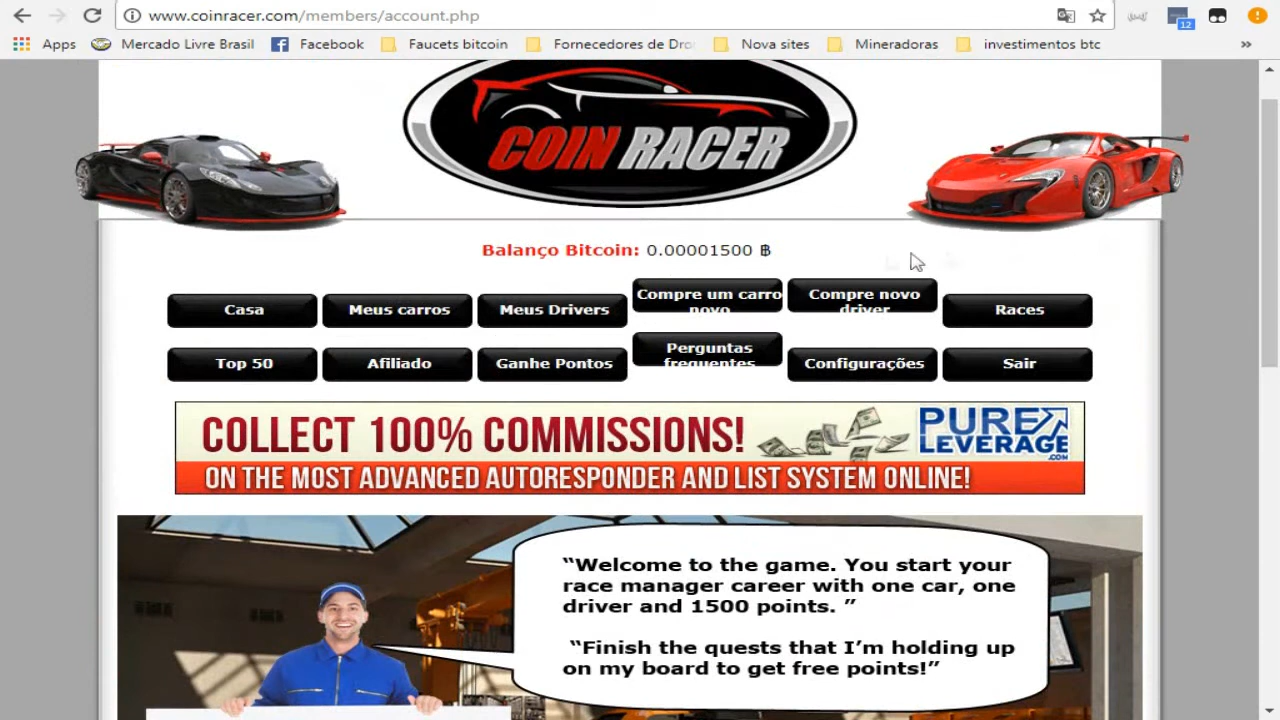 www.coinracer.com/members/account.php
12
Apps
Mercado Livre Brasil
Facebook
Faucets bitcoin
Fornecedores de Dro
Nova sites
Mineradoras
investimentos btc
»
COIN RACER
Balanço Bitcoin: 0.00001500 ฿
Casa
Meus carros
Meus Drivers
Compre um carro
novo
Compre novo
driver
Races
Top 50
Afiliado
Ganhe Pontos
Perguntas
frequentes
Configurações
Sair
COLLECT 100% COMMISSIONS!
PURE
LEVERAGE
.COM
ON THE MOST ADVANCED AUTORESPONDER AND LIST SYSTEM ONLINE!
“Welcome to the game. You start your
race manager career with one car, one
driver and 1500 points. ”
“Finish the quests that I’m holding up
on my board to get free points!”